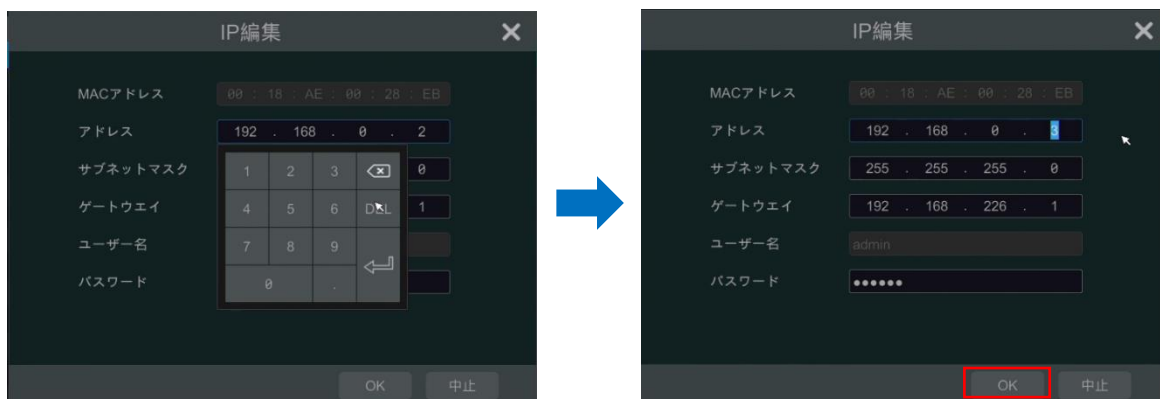 IP編集
MACアドレス 00 : 18 : AE : 00 : 28 : EB
アドレス 192 . 168 . 0 . 2
サブネットマスク 0
ゲートウエイ 1
ユーザー名
パスワード
1 2 3
4 5 6 DEL
7 8 9
0 .
OK 中止
IP編集
MACアドレス 00 : 18 : AE : 00 : 28 : EB
アドレス 192 . 168 . 0 . 3
サブネットマスク 255 . 255 . 255 . 0
ゲートウエイ 192 . 168 . 226 . 1
ユーザー名 admin
パスワード ●●●●●●
OK 中止